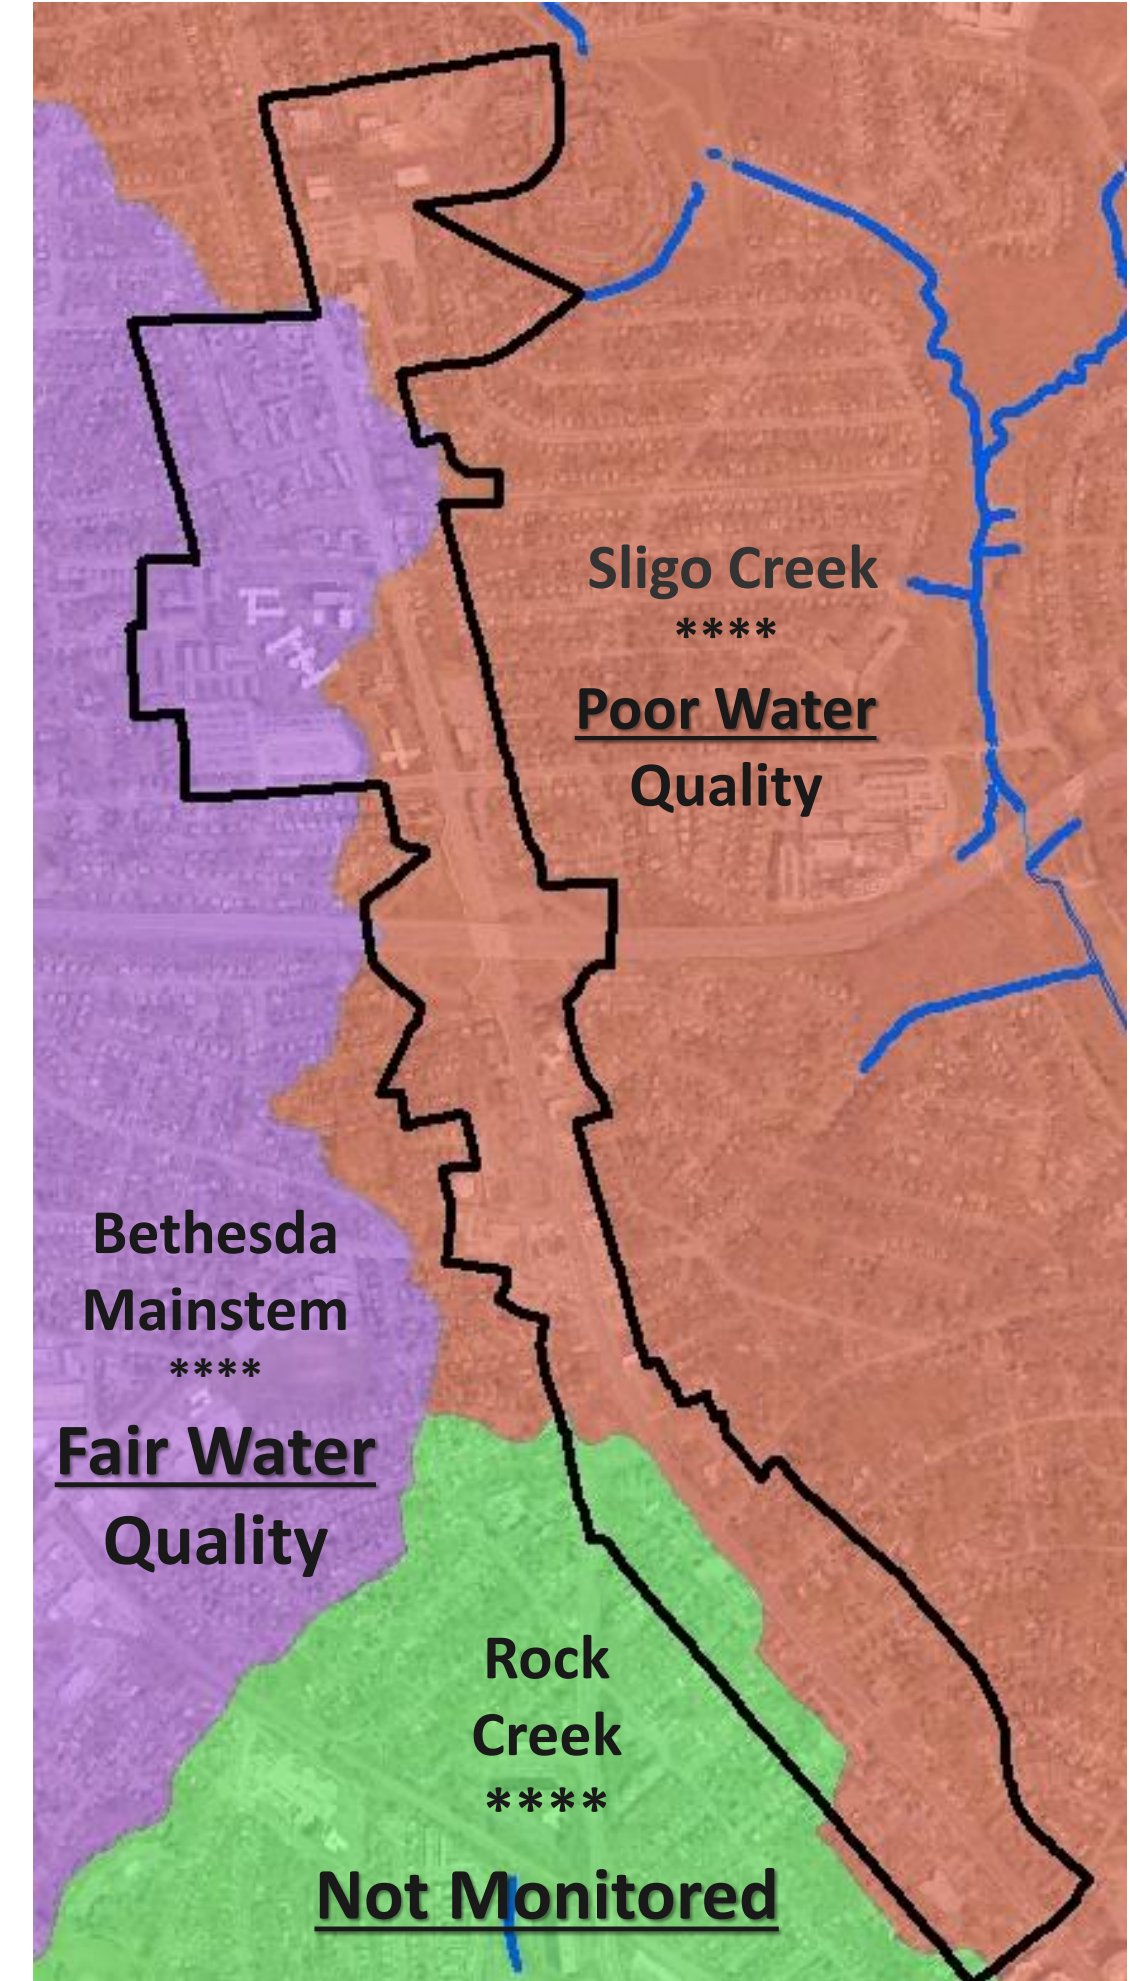 Sligo Creek
****
Poor Water
Quality
Bethesda
Mainstem
****
Fair Water
Quality
Rock
Creek
****
Not Monitored